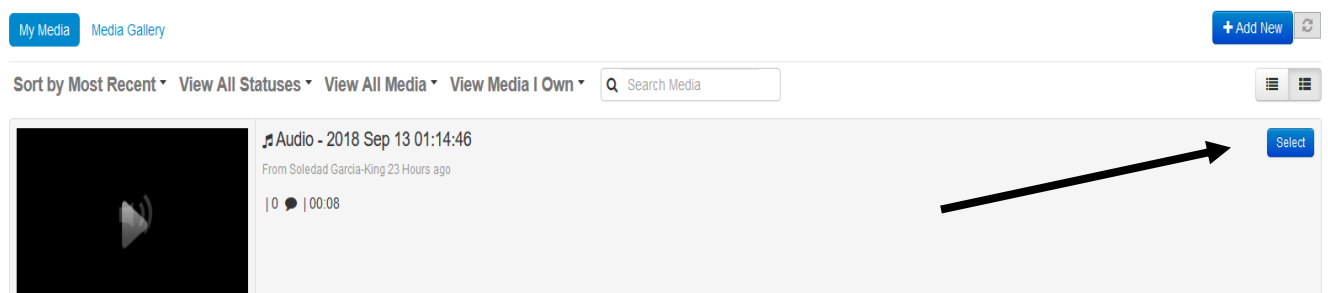 My Media Media Gallery + Add New
Sort by Most Recent View All Statuses View All Media View Media I Own Search Media
Audio - 2018 Sep 13 01:14:46 Select
From Soledad Garcia-King 23 Hours ago
| 0 | 00:08